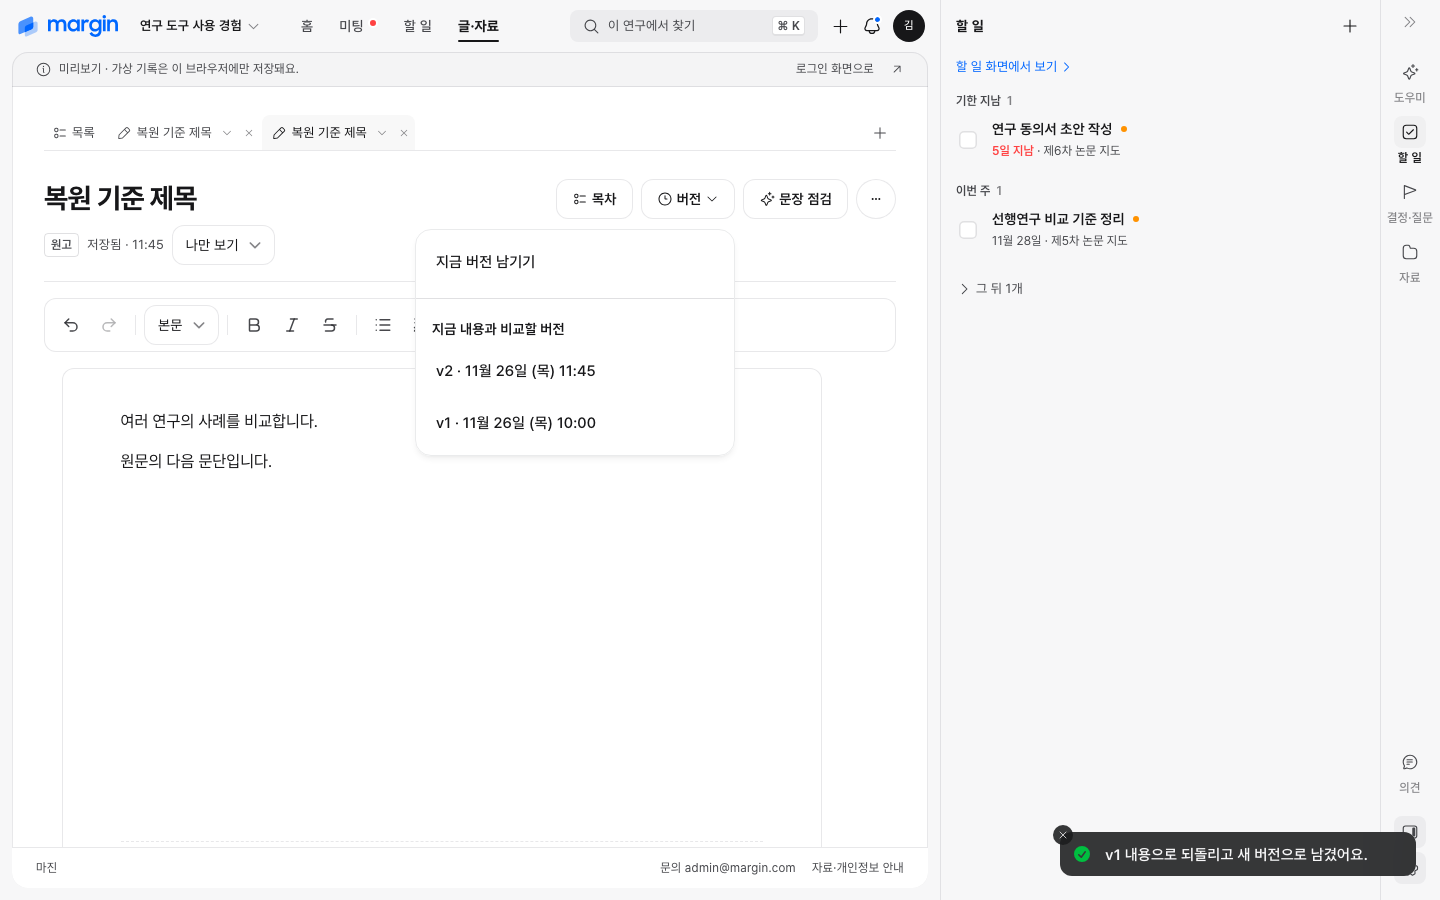 margin
연구 도구 사용 경험
홈
미팅
할 일
글·자료
이 연구에서 찾기
⌘ K
김
미리보기 · 가상 기록은 이 브라우저에만 저장돼요.
로그인 화면으로
목록
복원 기준 제목
복원 기준 제목
복원 기준 제목
목차
버전
문장 점검
원고
저장됨 · 11:45
나만 보기
본문
지금 버전 남기기
지금 내용과 비교할 버전
v2 · 11월 26일 (목) 11:45
v1 · 11월 26일 (목) 10:00
여러 연구의 사례를 비교합니다.
원문의 다음 문단입니다.
마진
문의 admin@margin.com
자료·개인정보 안내
할 일
할 일 화면에서 보기
기한 지남 1
연구 동의서 초안 작성
5일 지남 · 제6차 논문 지도
이번 주 1
선행연구 비교 기준 정리
11월 28일 · 제5차 논문 지도
그 뒤 1개
도우미
할 일
결정·질문
자료
의견
v1 내용으로 되돌리고 새 버전으로 남겼어요.